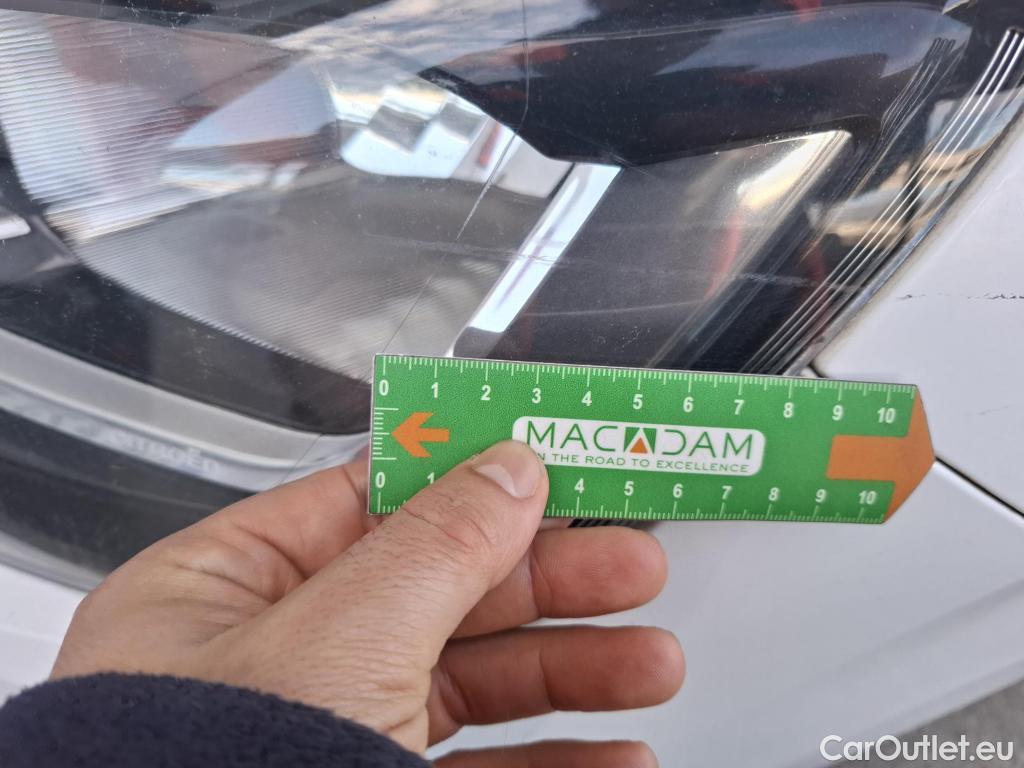 0 1 2 3 4 5 6 7 8 9 10
MACADAM
ON THE ROAD TO EXCELLENCE
0 1 4 5 6 7 8 9 10
CarOutlet.eu